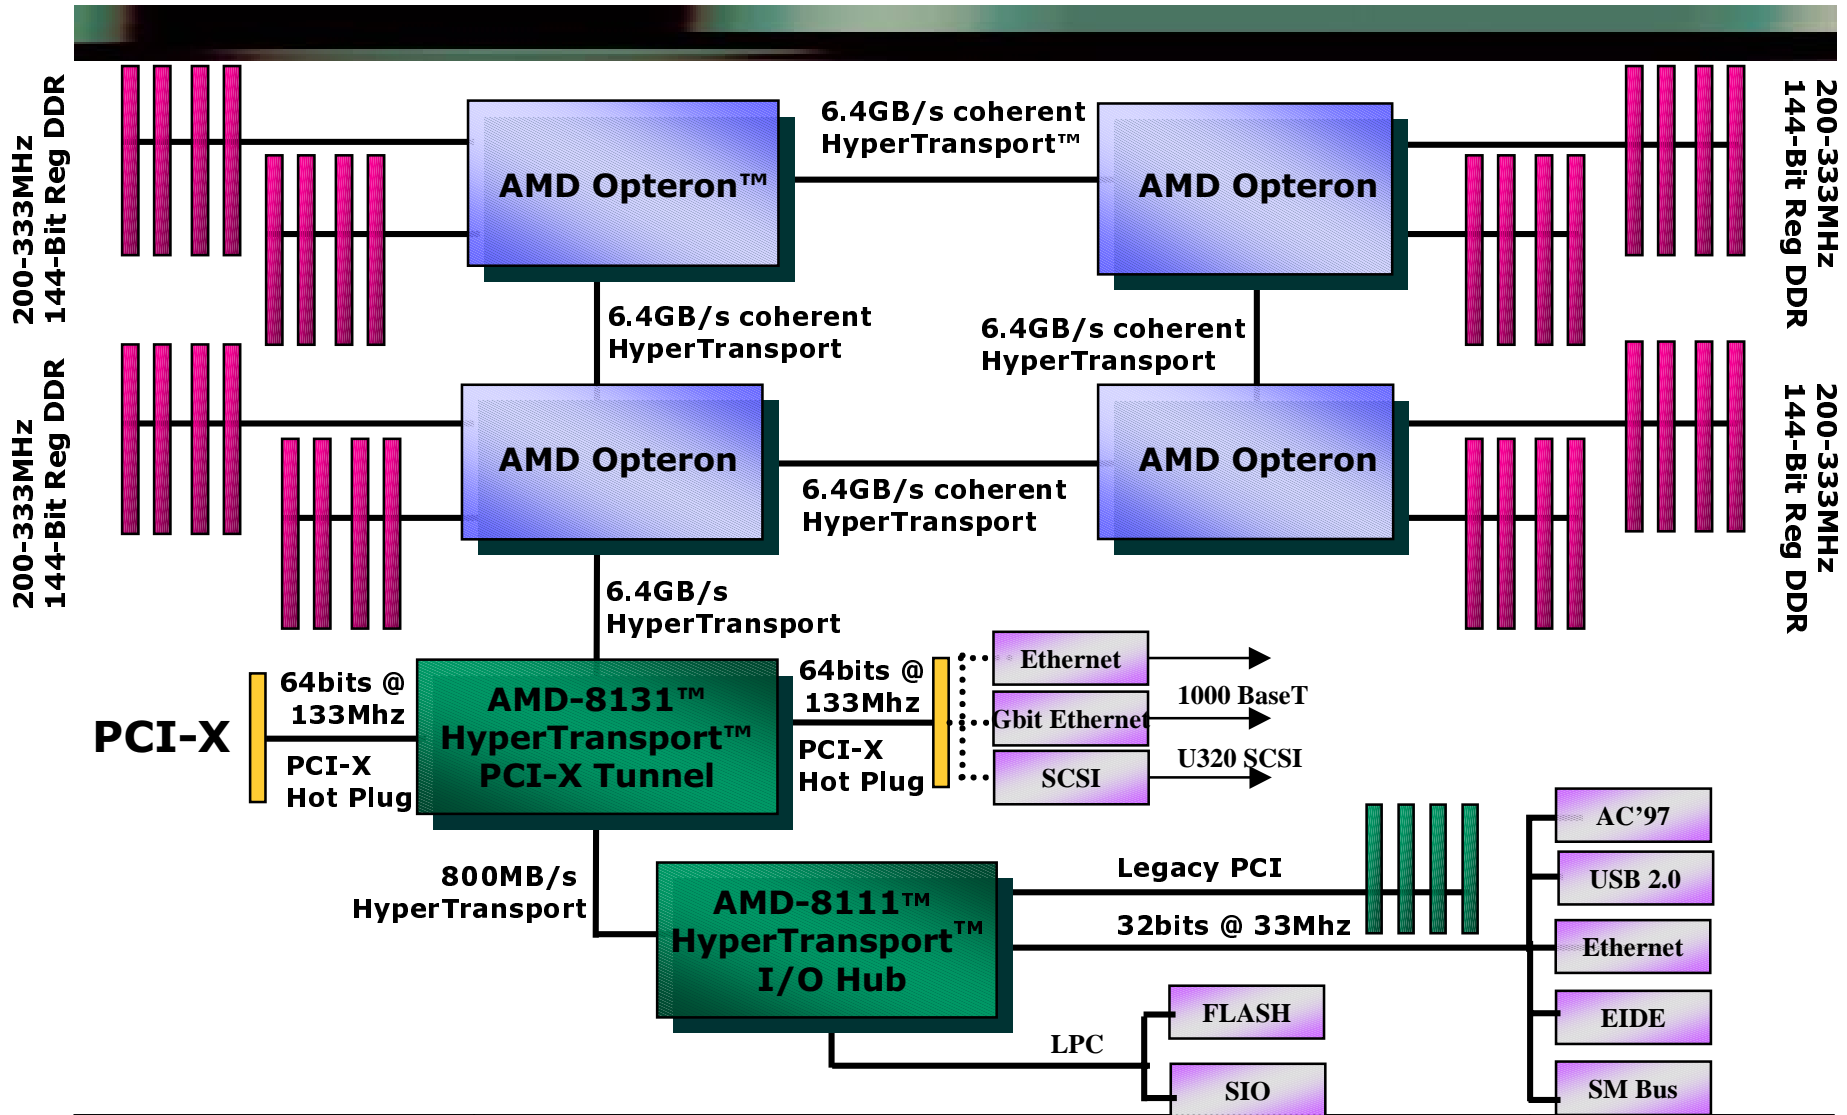 200-333MHz
144-Bit Reg DDR
AMD Opteron™
6.4GB/s coherent
HyperTransport™
AMD Opteron
200-333MHz
144-Bit Reg DDR
6.4GB/s coherent
HyperTransport
6.4GB/s coherent
HyperTransport
200-333MHz
144-Bit Reg DDR
AMD Opteron
6.4GB/s coherent
HyperTransport
AMD Opteron
200-333MHz
144-Bit Reg DDR
6.4GB/s
HyperTransport
PCI-X
64bits @
133Mhz
PCI-X
Hot Plug
AMD-8131™
HyperTransport™
PCI-X Tunnel
64bits @
133Mhz
PCI-X
Hot Plug
Ethernet
Gbit Ethernet
1000 BaseT
SCSI
U320 SCSI
800MB/s
HyperTransport
AMD-8111™
HyperTransport™
I/O Hub
Legacy PCI
32bits @ 33Mhz
AC’97
USB 2.0
Ethernet
EIDE
SM Bus
LPC
FLASH
SIO